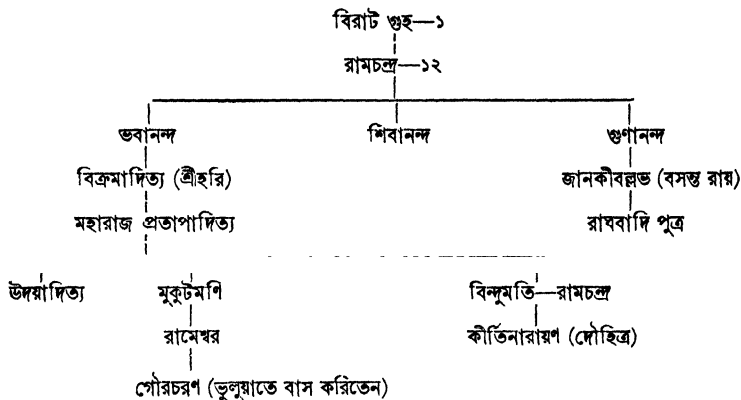 বিরাট গুহ—১
রামচন্দ্র—১২
ভবানন্দ শিবানন্দ গুণানন্দ
বিক্রমাদিত্য (শ্রীহরি) জানকীবল্লভ (বসন্ত রায়)
মহারাজ প্রতাপাদিত্য রাঘবাদি পুত্র
উদয়াদিত্য মুকুটমণি বিন্দুমতি—রামচন্দ্র
রামেশ্বর কীর্তিনারায়ণ (দৌহিত্র)
গৌরচরণ (ভুলুয়াতে বাস করিতেন)